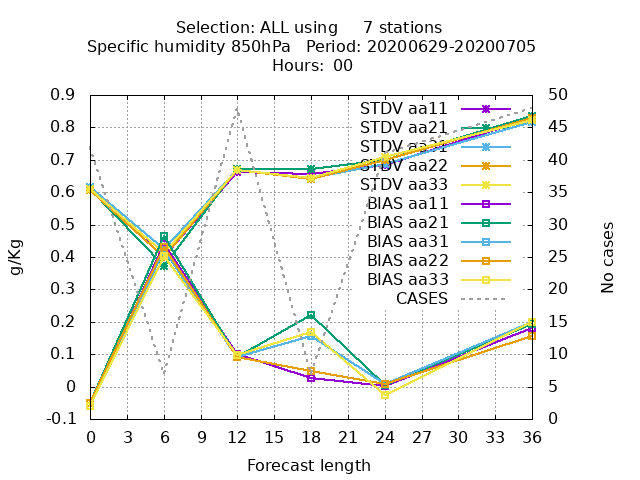 Selection: ALL using 7 stations
Specific humidity 850hPa Period: 20200629-20200705
Hours: 00
0.9
0.8
0.7
0.6
0.5
0.4
0.3
0.2
0.1
0
-0.1
g/Kg
STDV aa11
STDV aa21
STDV aa31
STDV aa22
STDV aa33
BIAS aa11
BIAS aa21
BIAS aa31
BIAS aa22
BIAS aa33
CASES
50
45
40
35
30
25
20
15
10
5
0
No cases
0 3 6 9 12 15 18 21 24 27 30 33 36
Forecast length